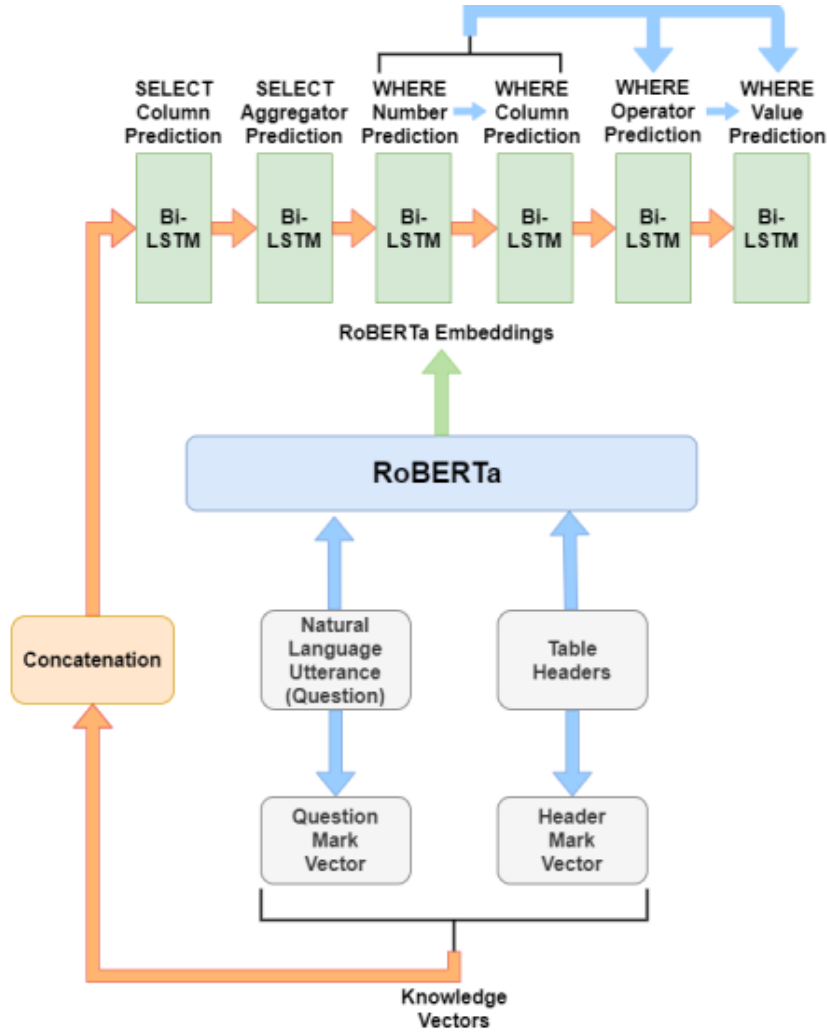 SELECT
Column
Prediction
SELECT
Aggregator
Prediction
WHERE
Number
Prediction
WHERE
Column
Prediction
WHERE
Operator
Prediction
WHERE
Value
Prediction
Bi-
LSTM
Bi-
LSTM
Bi-
LSTM
Bi-
LSTM
Bi-
LSTM
Bi-
LSTM
RoBERTa Embeddings
RoBERTa
Concatenation
Natural
Language
Utterance
(Question)
Table
Headers
Question
Mark
Vector
Header
Mark
Vector
Knowledge
Vectors